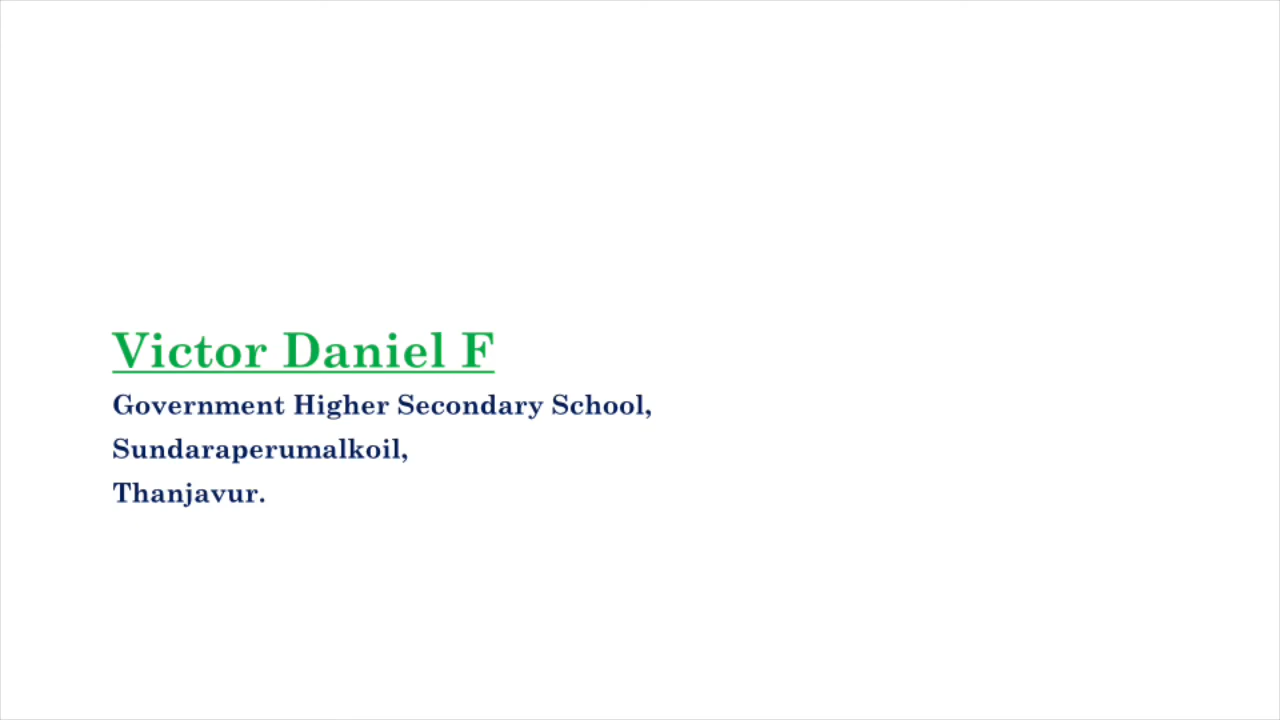 Victor Daniel F
Government Higher Secondary School,
Sundaraperumalkoil,
Thanjavur.